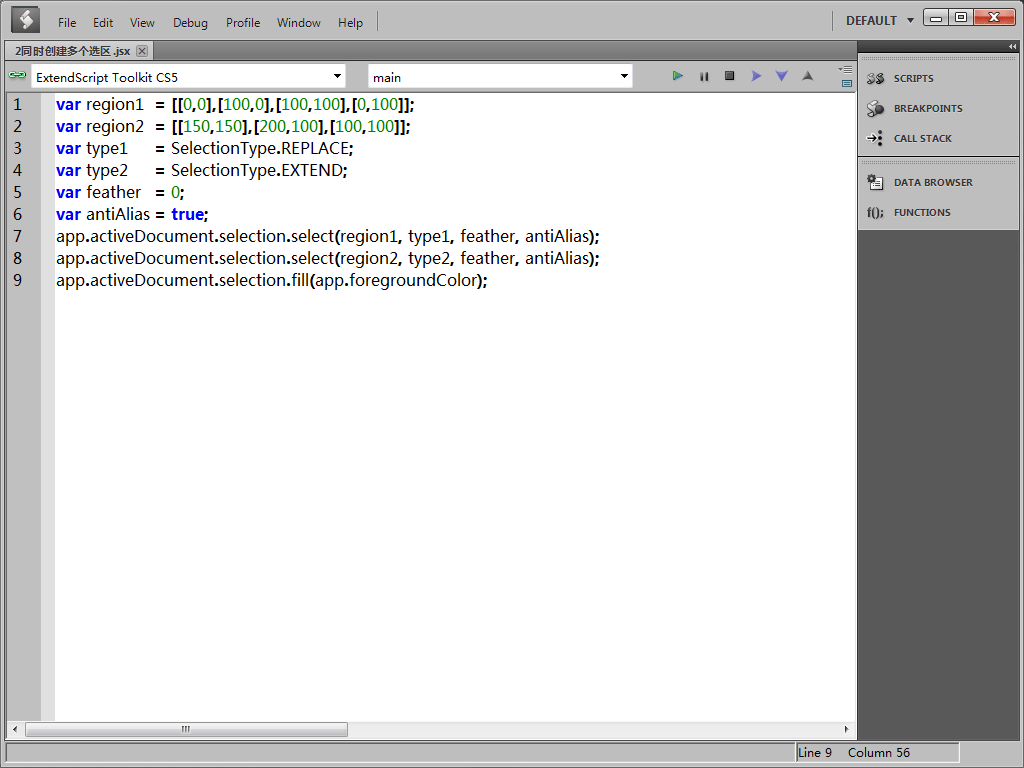 File Edit View Debug Profile Window Help DEFAULT
2同时创建多个选区.jsx
ExtendScript Toolkit CS5 main
1 var region1 = [[0,0],[100,0],[100,100],[0,100]];
2 var region2 = [[150,150],[200,100],[100,100]];
3 var type1 = SelectionType.REPLACE;
4 var type2 = SelectionType.EXTEND;
5 var feather = 0;
6 var antiAlias = true;
7 app.activeDocument.selection.select(region1, type1, feather, antiAlias);
8 app.activeDocument.selection.select(region2, type2, feather, antiAlias);
9 app.activeDocument.selection.fill(app.foregroundColor);
SCRIPTS
BREAKPOINTS
CALL STACK
DATA BROWSER
f(); FUNCTIONS
Line 9 Column 56